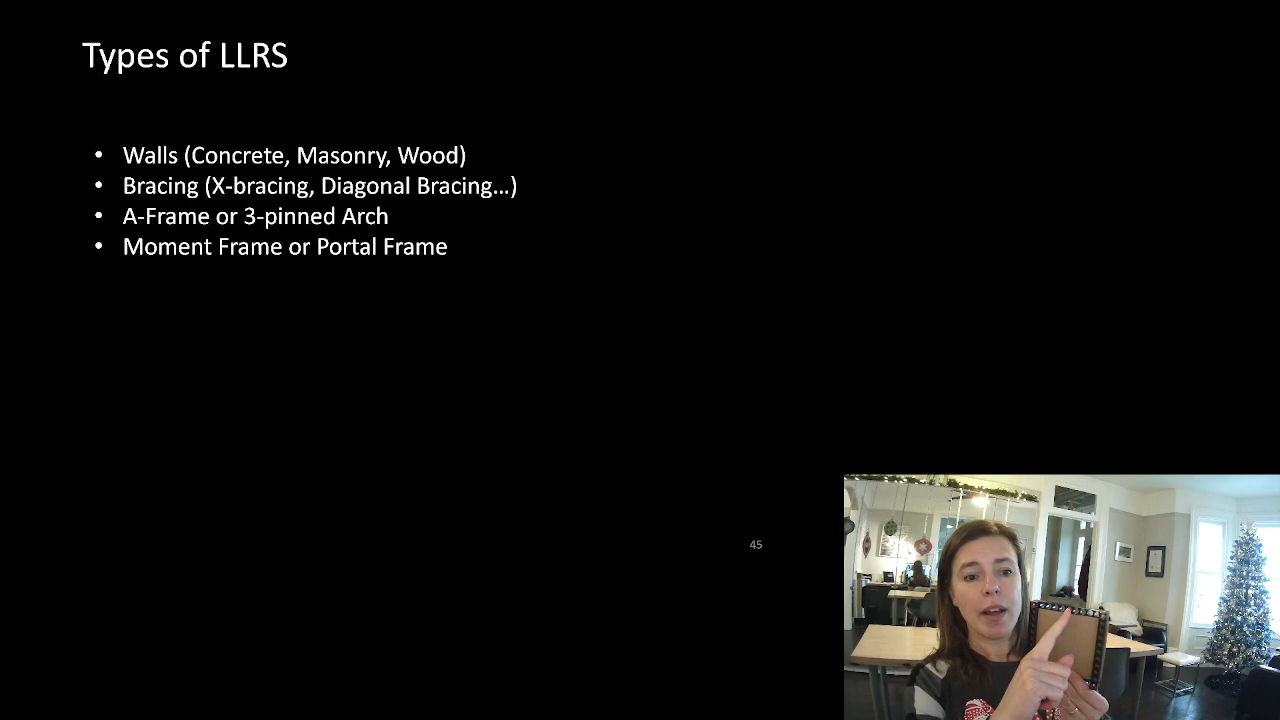 Types of LLRS
• Walls (Concrete, Masonry, Wood)
• Bracing (X-bracing, Diagonal Bracing…)
• A-Frame or 3-pinned Arch
• Moment Frame or Portal Frame
45